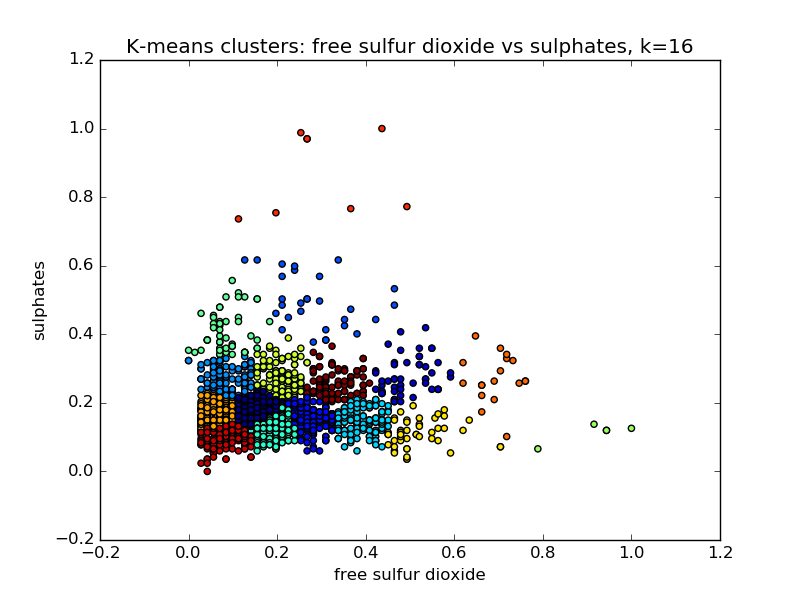 K-means clusters: free sulfur dioxide vs sulphates, k=16
1.2
1.0
0.8
0.6
0.4
0.2
0.0
−0.2
sulphates
−0.2 0.0 0.2 0.4 0.6 0.8 1.0 1.2
free sulfur dioxide